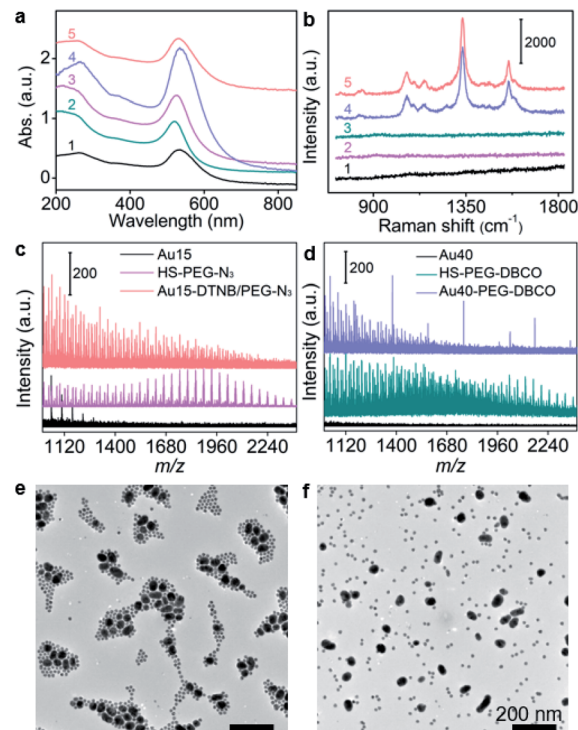 a
5
4
3
2
1
Abs. (a.u.)
0
1
2
200 400 600 800
Wavelength (nm)
b
2000
5
4
3
2
1
Intensity (a.u.)
900 1350 1800
Raman shift (cm⁻¹)
c
200
Au15
HS-PEG-N₃
Au15-DTNB/PEG-N₃
Intensity (a.u.)
1120 1400 1680 1960 2240
m/z
d
200
Au40
HS-PEG-DBCO
Au40-PEG-DBCO
Intensity (a.u.)
1120 1400 1680 1960 2240
m/z
e
f
200 nm